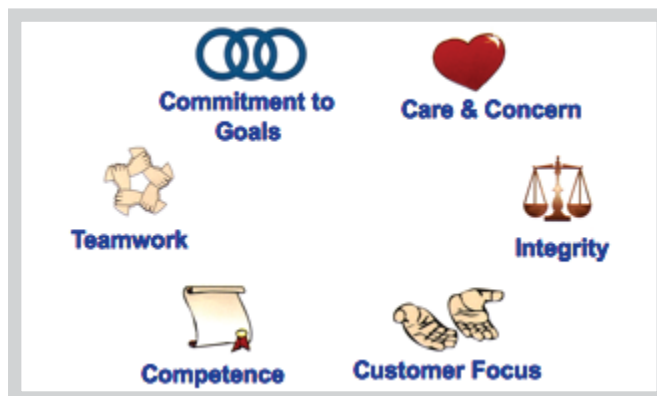 Commitment to
Goals
Care & Concern
Teamwork
Integrity
Competence
Customer Focus